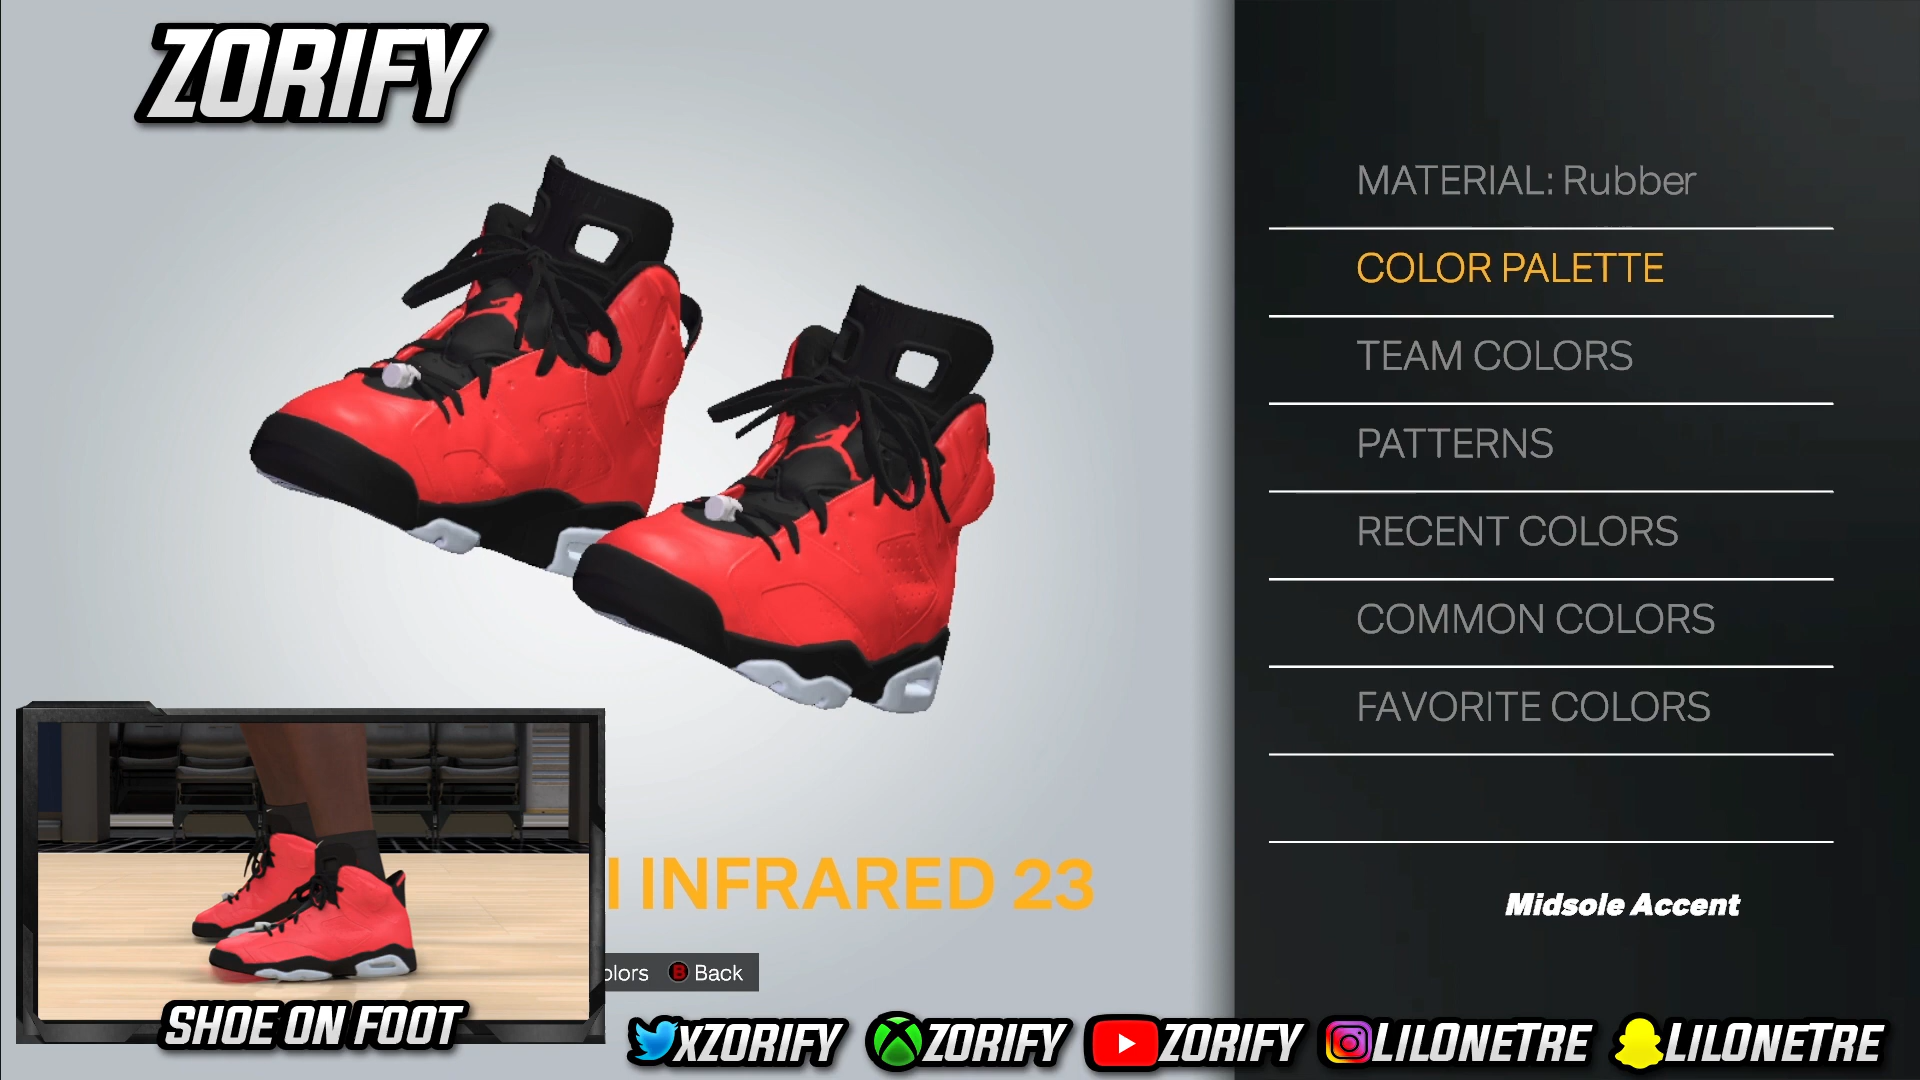 ZORIFY
MATERIAL: Rubber
COLOR PALETTE
TEAM COLORS
PATTERNS
RECENT COLORS
COMMON COLORS
FAVORITE COLORS
Midsole Accent
I INFRARED 23
olors B Back
SHOE ON FOOT
XZORIFY ZORIFY ZORIFY LILONETRE LILONETRE